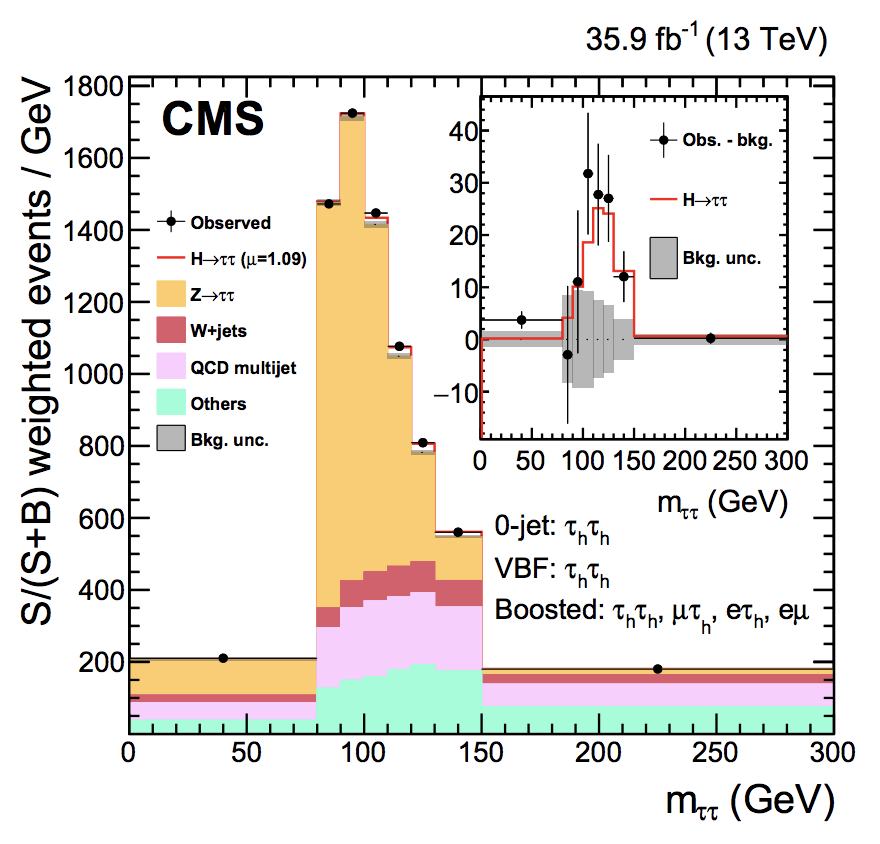 35.9 fb⁻¹ (13 TeV)
CMS
S/(S+B) weighted events / GeV
1800
1600
1400
1200
1000
800
600
400
200
0
Observed
H→ττ (μ=1.09)
Z→ττ
W+jets
QCD multijet
Others
Bkg. unc.
40
30
20
10
0
−10
Obs. - bkg.
H→ττ
Bkg. unc.
0 50 100 150 200 250 300
m_ττ (GeV)
0-jet: τ_hτ_h
VBF: τ_hτ_h
Boosted: τ_hτ_h, μτ_h, eτ_h, eμ
0 50 100 150 200 250 300
m_ττ (GeV)